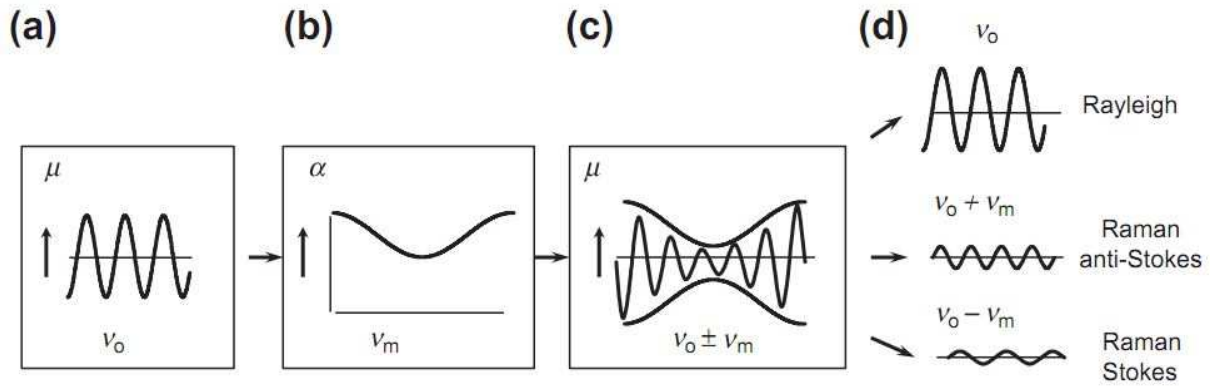 (a)
μ
ν₀
(b)
α
νₘ
(c)
μ
ν₀ ± νₘ
(d)
ν₀
Rayleigh
ν₀ + νₘ
Raman
anti-Stokes
ν₀ − νₘ
Raman
Stokes